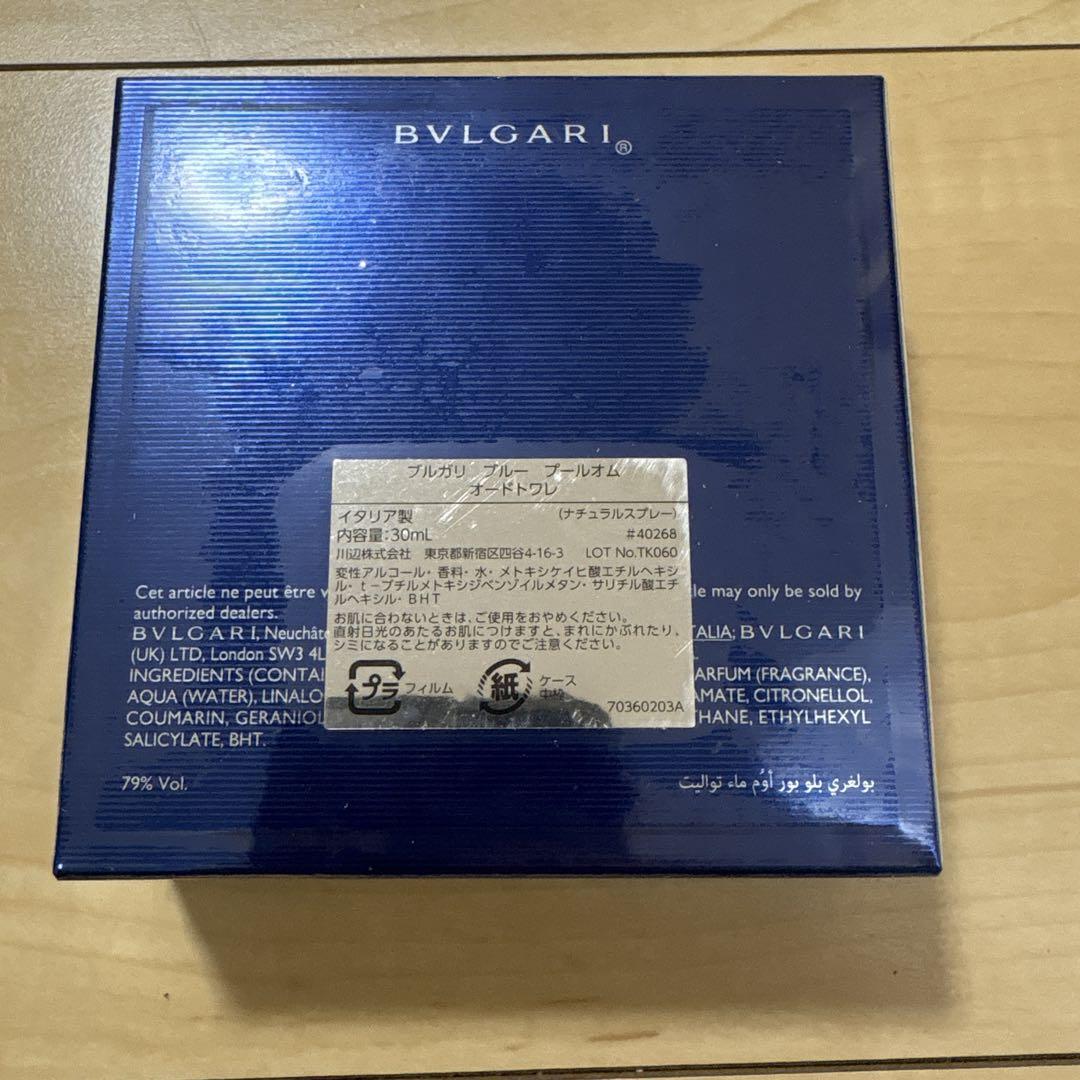 BVLGARI®
ブルガリ ブルー プールオム
オードトワレ
イタリア製 (ナチュラルスプレー)
内容量:30mL #40268
川辺株式会社 東京都新宿区四谷4-16-3 LOT No.TK060
変性アルコール・香料・水・メトキシケイヒ酸エチルヘキシ
ル・t-ブチルメトキシジベンゾイルメタン・サリチル酸エチ
ルヘキシル・BHT
お肌に合わないときは、ご使用をおやめください。
直射日光のあたるお肌につけますと、まれにかぶれたり、
シミになることがありますのでご注意ください。
プラ フィルム 紙 ケース
中枠
70360203A
Cet article ne peut être v le may only be sold by
authorized dealers.
BVLGARI, Neuchâte TALIA; BVLGARI
(UK) LTD, London SW3 4L
INGREDIENTS (CONTAI ARFUM (FRAGRANCE),
AQUA (WATER), LINALO AMATE, CITRONELLOL,
COUMARIN, GERANIOL THANE, ETHYLHEXYL
SALICYLATE, BHT.
79% Vol. بولغري بلو بور أوُم ماء تواليت